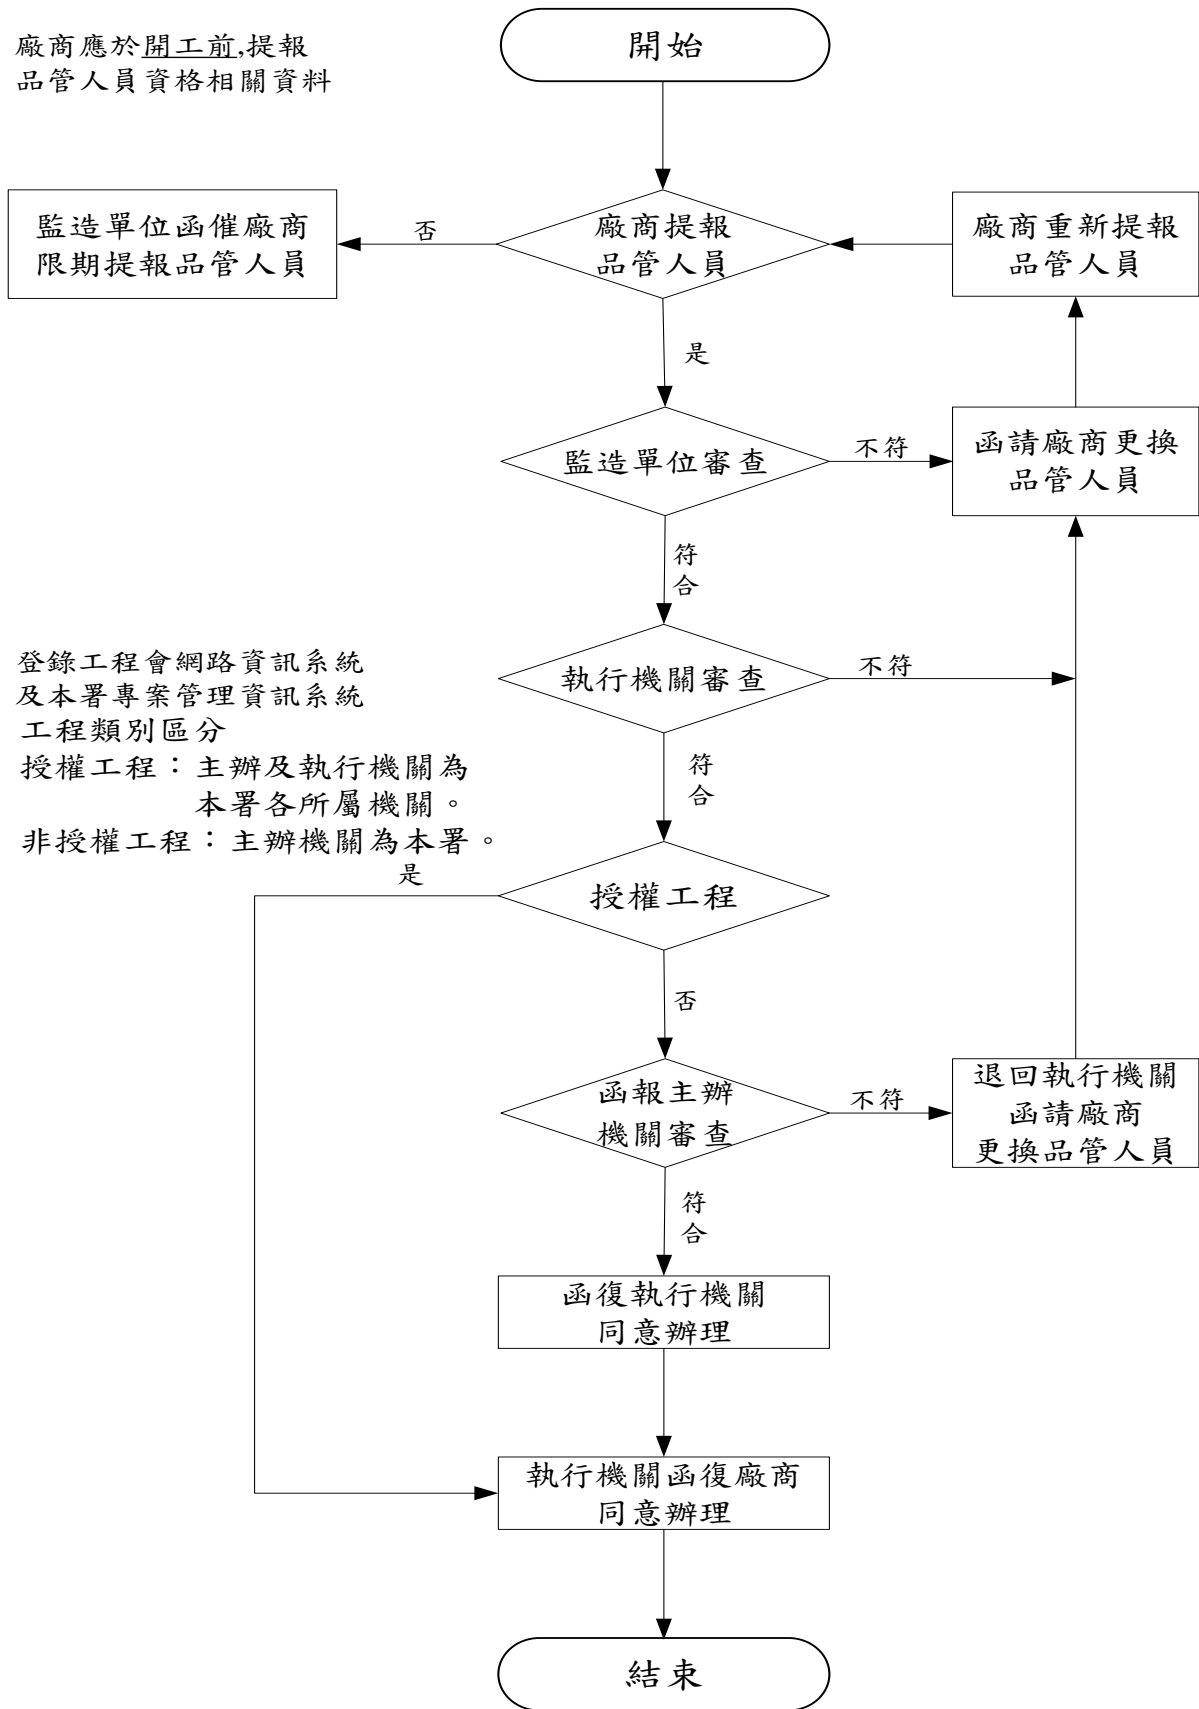 廠商應於開工前,提報
品管人員資格相關資料
開始
監造單位函催廠商
限期提報品管人員
否
廠商提報
品管人員
廠商重新提報
品管人員
是
監造單位審查
不符
函請廠商更換
品管人員
符
合
登錄工程會網路資訊系統
及本署專案管理資訊系統
工程類別區分
授權工程：主辦及執行機關為
本署各所屬機關。
非授權工程：主辦機關為本署。
執行機關審查
不符
符
合
是
授權工程
否
函報主辦
機關審查
不符
退回執行機關
函請廠商
更換品管人員
符
合
函復執行機關
同意辦理
執行機關函復廠商
同意辦理
結束